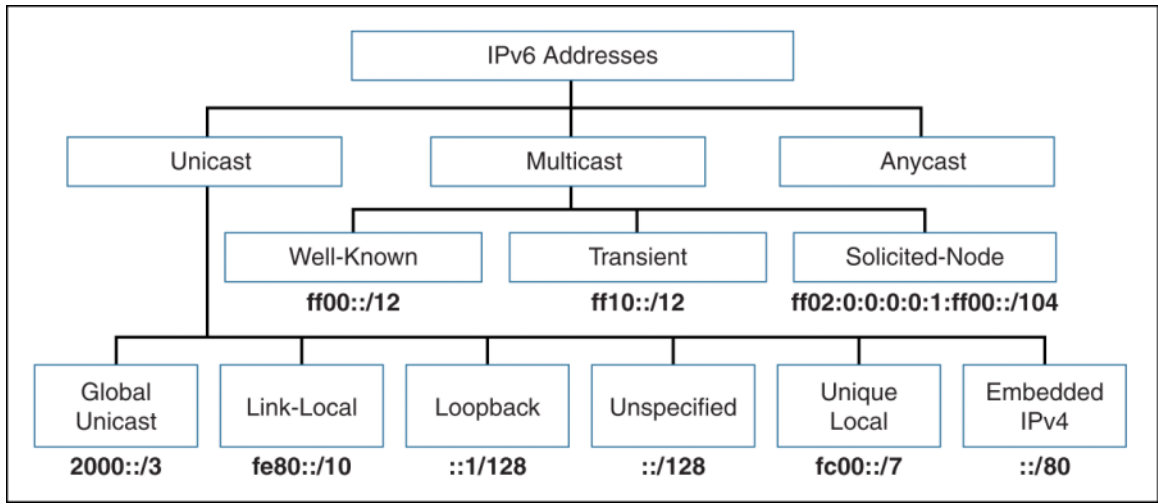 IPv6 Addresses
Unicast
Multicast
Anycast
Well-Known
Transient
Solicited-Node
ff00::/12
ff10::/12
ff02:0:0:0:0:1:ff00::/104
Global
Unicast
Link-Local
Loopback
Unspecified
Unique
Local
Embedded
IPv4
2000::/3
fe80::/10
::1/128
::/128
fc00::/7
::/80